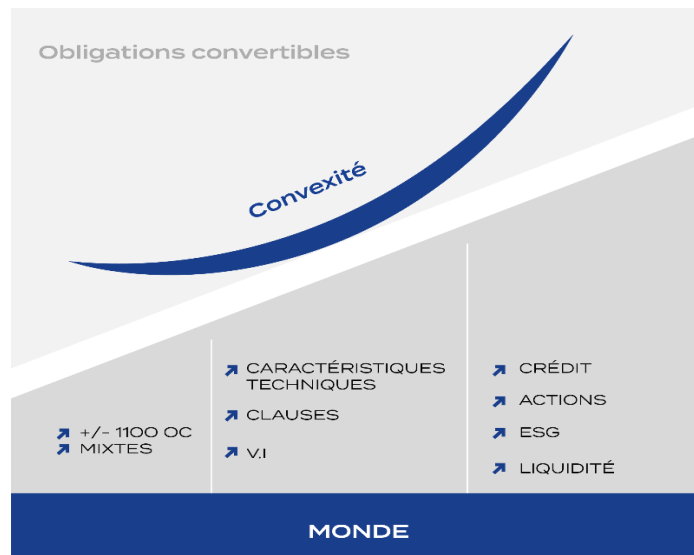 Obligations convertibles
Convexité
+/- 1100 OC
MIXTES
CARACTÉRISTIQUES
TECHNIQUES
CLAUSES
V.I
CRÉDIT
ACTIONS
ESG
LIQUIDITÉ
MONDE